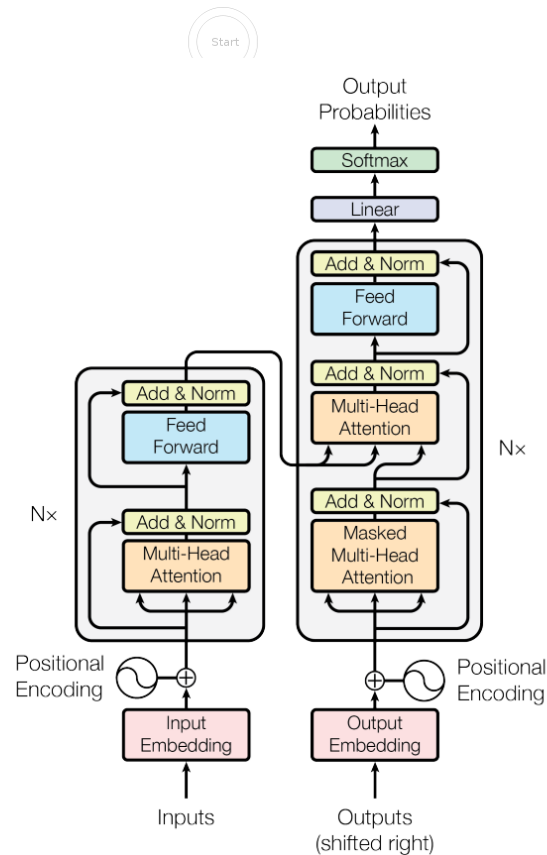 Start
Output
Probabilities
Softmax
Linear
Add & Norm
Feed
Forward
Add & Norm
Multi-Head
Attention
Add & Norm
Masked
Multi-Head
Attention
N×
Add & Norm
Feed
Forward
Add & Norm
Multi-Head
Attention
N×
Positional
Encoding
Positional
Encoding
Input
Embedding
Output
Embedding
Inputs
Outputs
(shifted right)